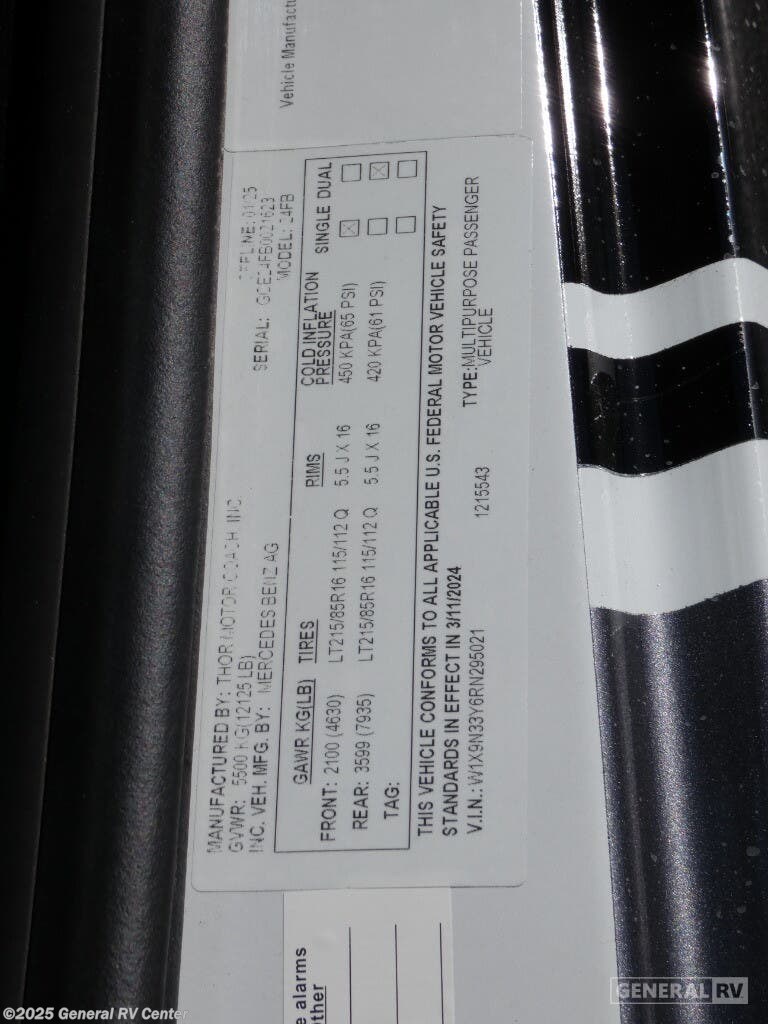 Vehicle Manufactu
MANUFACTURED BY: THOR MOTOR COACH INC.
OFFLINE: 01/25
GVWR: 5500 KG(12125 LB)
SERIAL:
INC. VEH. MFG. BY: MERCEDES BENZ AG
MODEL: 24FB
GAWR KG(LB) TIRES RIMS COLD INFLATION PRESSURE SINGLE DUAL
FRONT: 2100 (4630) LT215/85R16 115/112 Q 5.5 J X 16 450 KPA(65 PSI) ☒ ☐
REAR: 3599 (7935) LT215/85R16 115/112 Q 5.5 J X 16 420 KPA(61 PSI) ☐ ☒
TAG: ☐ ☐
THIS VEHICLE CONFORMS TO ALL APPLICABLE U.S. FEDERAL MOTOR VEHICLE SAFETY
STANDARDS IN EFFECT IN 3/11/2024
V.I.N.: W1X9N33Y6RN295021 1215543 TYPE: MULTIPURPOSE PASSENGER
VEHICLE
e alarms
ther
GENERAL RV
©2025 General RV Center